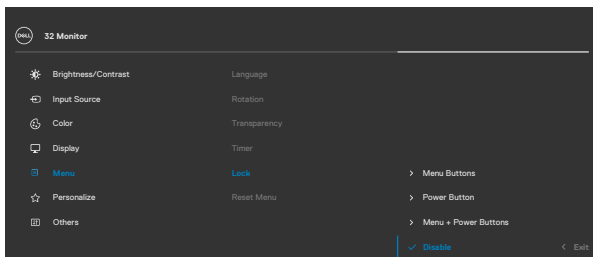 DELL
32 Monitor
Brightness/Contrast Language
Input Source Rotation
Color Transparency
Display Timer
Menu Lock > Menu Buttons
Personalize Reset Menu > Power Button
Others > Menu + Power Buttons
✓ Disable < Exit